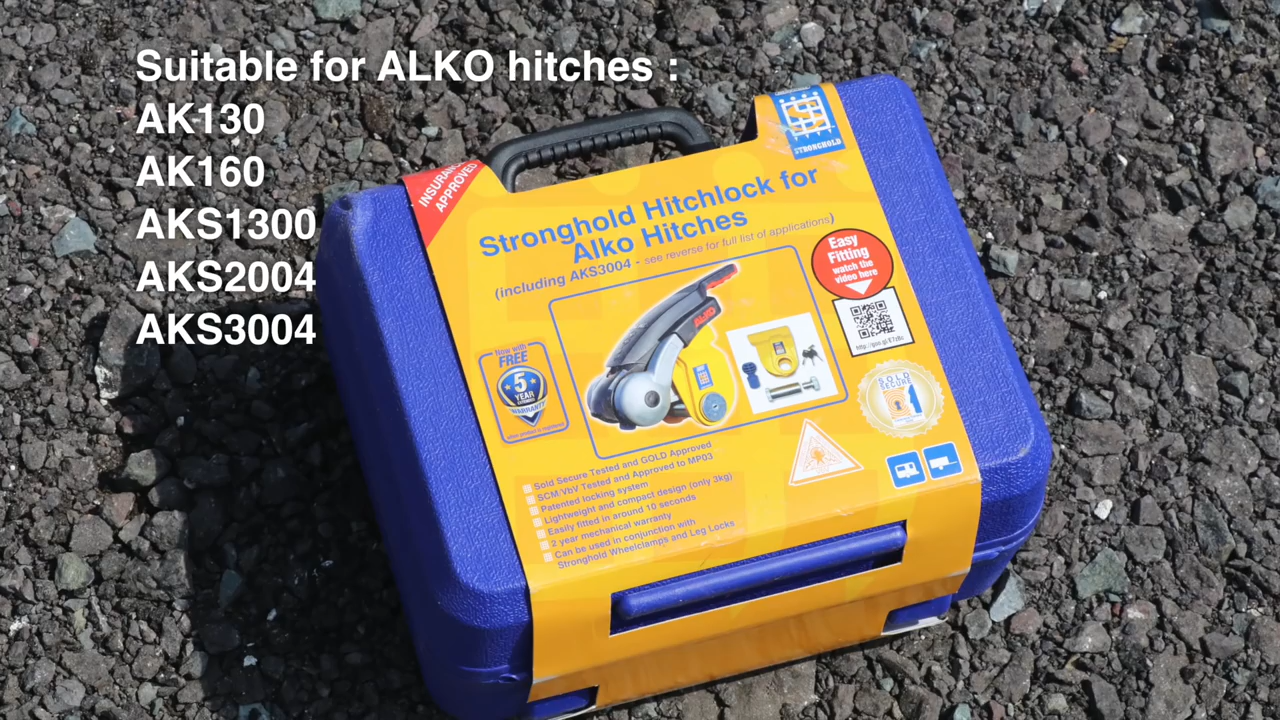 Suitable for ALKO hitches :
AK130
AK160
AKS1300
AKS2004
AKS3004
INSURANCE
APPROVED
STRONGHOLD
Stronghold Hitchlock for
Alko Hitches
(including AKS3004 - see reverse for full list of applications)
Easy
Fitting
watch the
video here
ALKO
Now with
FREE
5
YEAR
WARRANTY
SOLD
SECURE
Sold Secure Tested and GOLD Approved
SCM/VbV Tested and Approved to MP03
Patented locking system
Lightweight and compact design (only 3kg)
Easily fitted in around 10 seconds
2 year mechanical warranty
Can be used in conjunction with
Stronghold Wheelclamps and Leg Locks